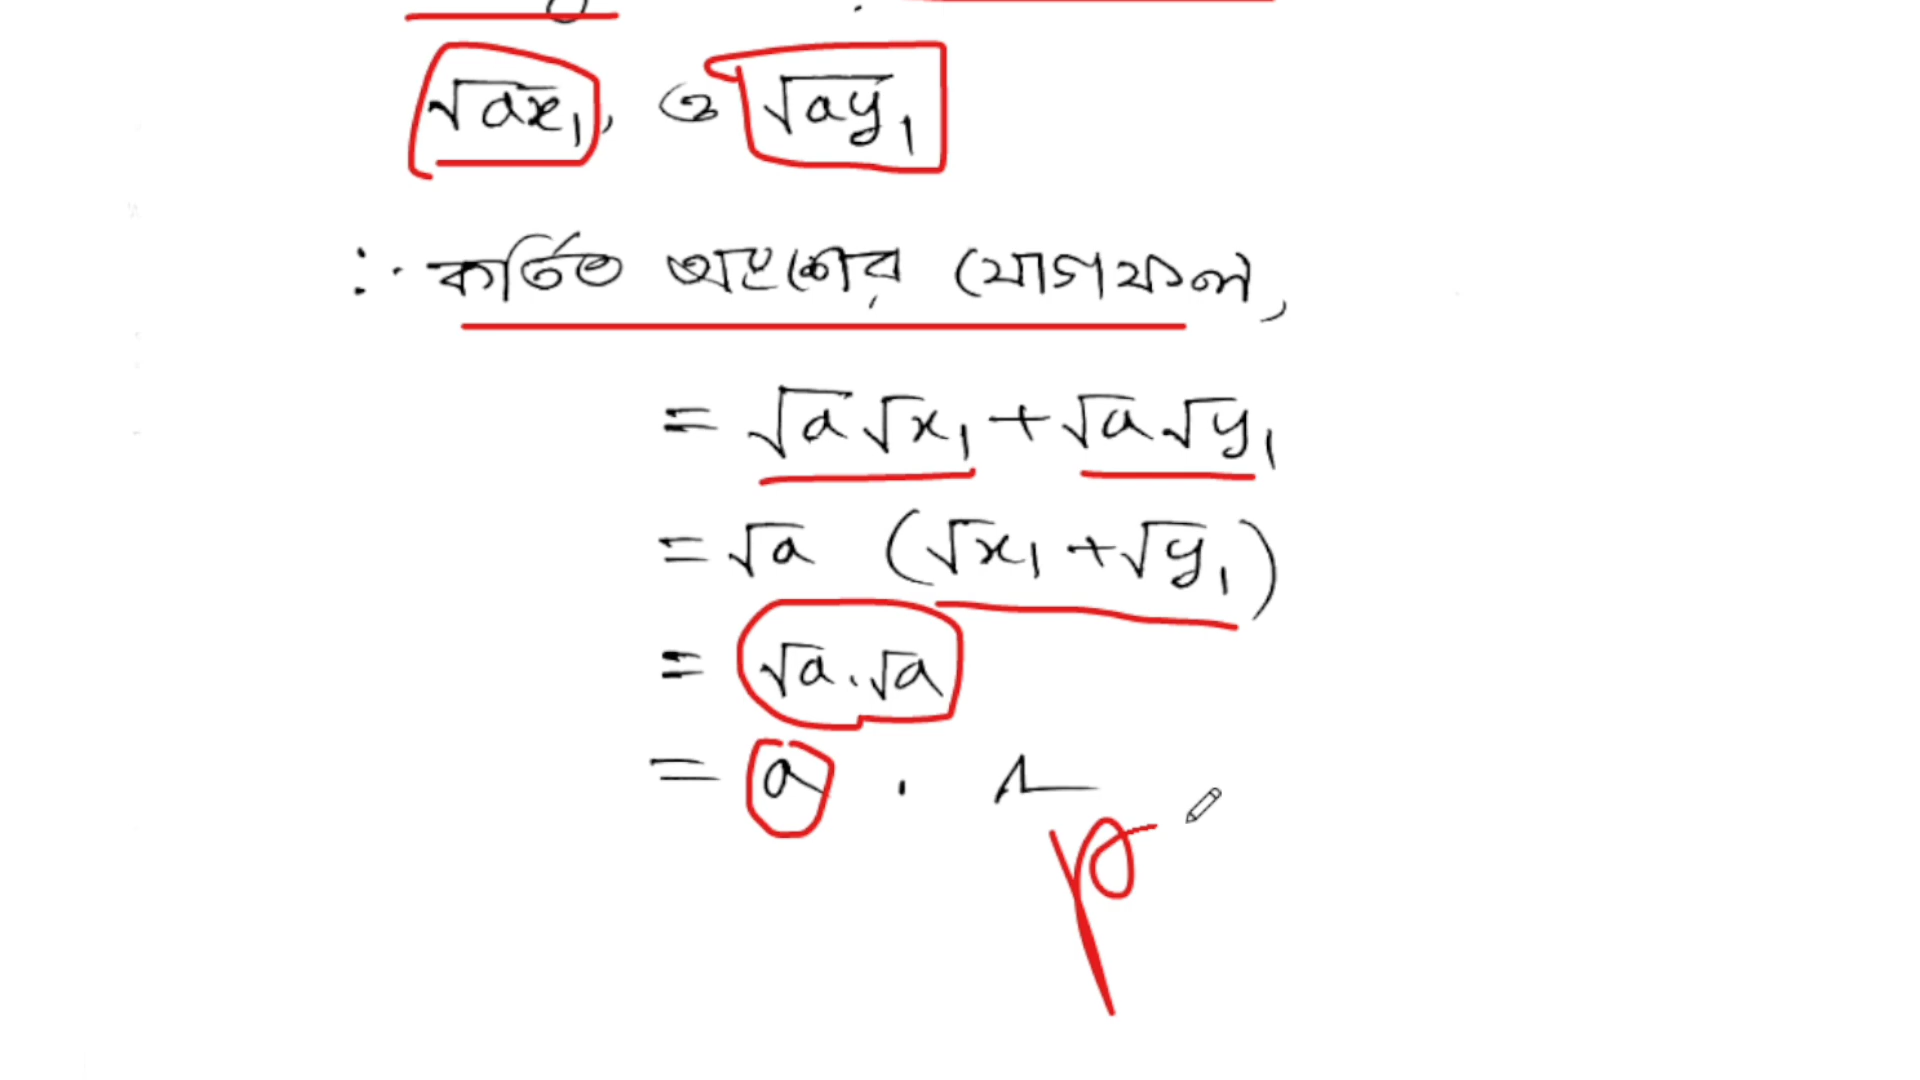 √ax₁, ও √ay₁
∴ কর্তিত অংশের যোগফল,
= √a √x₁ + √a √y₁
= √a (√x₁ + √y₁)
= √a . √a
= a .